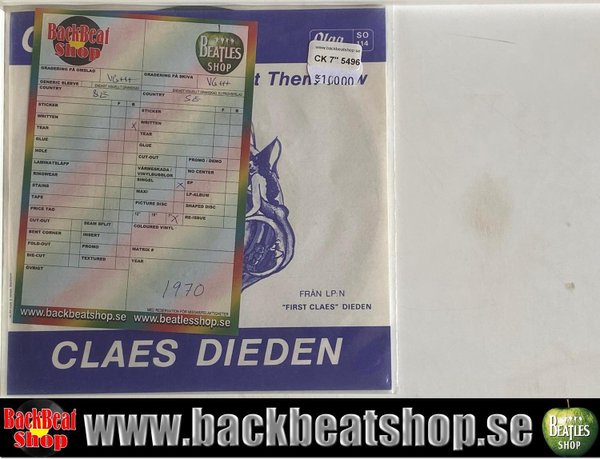 BackBeat
Shop
BEATLES
SHOP
GRADERING PÅ OMSLAG
VG++
GRADERING PÅ SKIVA
VG++
GENERIC SLEEVE
COUNTRY
SE
COUNTRY
SE
STICKER
F
B
STICKER
F
B
WRITTEN
X
WRITTEN
TEAR
TEAR
GLUE
GLUE
HOLE
CUT-OUT
PROMO / DEMO
LAMINATSLÄPP
VÄRMESKADA /
VINYLBUBBLOR
NO CENTER
RINGWEAR
SINGEL
X
EP
STAINS
MAXI
LP-ALBUM
TAPE
PICTURE DISC
SHAPED DISC
PRICE TAG
12"
10"
X
RE-ISSUE
CUT-OUT
SEAM SPLIT
COLOURED VINYL
BENT CORNER
INSERT
FOLD-OUT
PROMO
MATRIX #
DIE-CUT
TEXTURED
YEAR
ÖVRIGT
1970
www.backbeatshop.se
www.beatlesshop.se
Olga
SO
www.backbeatshop.se
CK 7" 5496
FRÅN LP:N
"FIRST CLAES" DIEDEN
CLAES DIEDEN
BackBeat
Shop
www.backbeatshop.se
BEATLES
SHOP